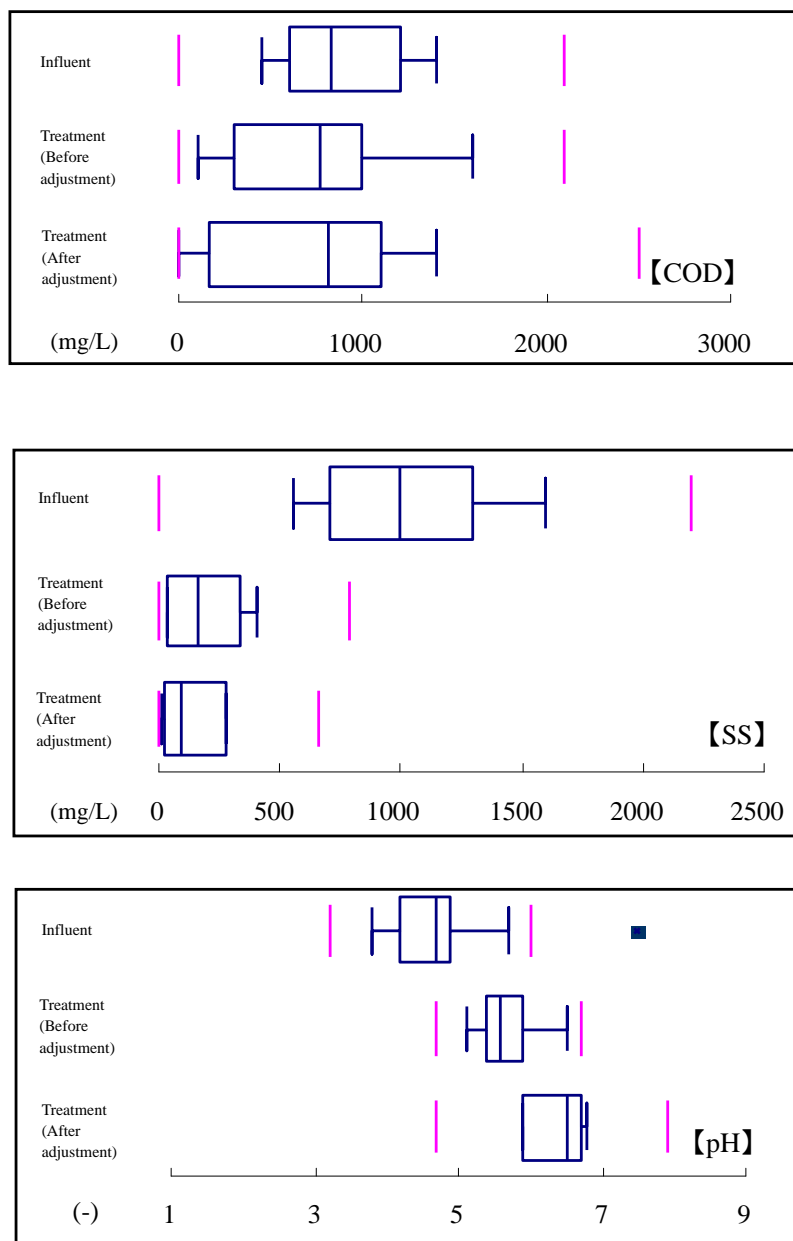 Influent
Treatment
(Before
adjustment)
Treatment
(After
adjustment)
【COD】
(mg/L) 0 1000 2000 3000
Influent
Treatment
(Before
adjustment)
Treatment
(After
adjustment)
【SS】
(mg/L) 0 500 1000 1500 2000 2500
Influent
Treatment
(Before
adjustment)
Treatment
(After
adjustment)
【pH】
(-) 1 3 5 7 9